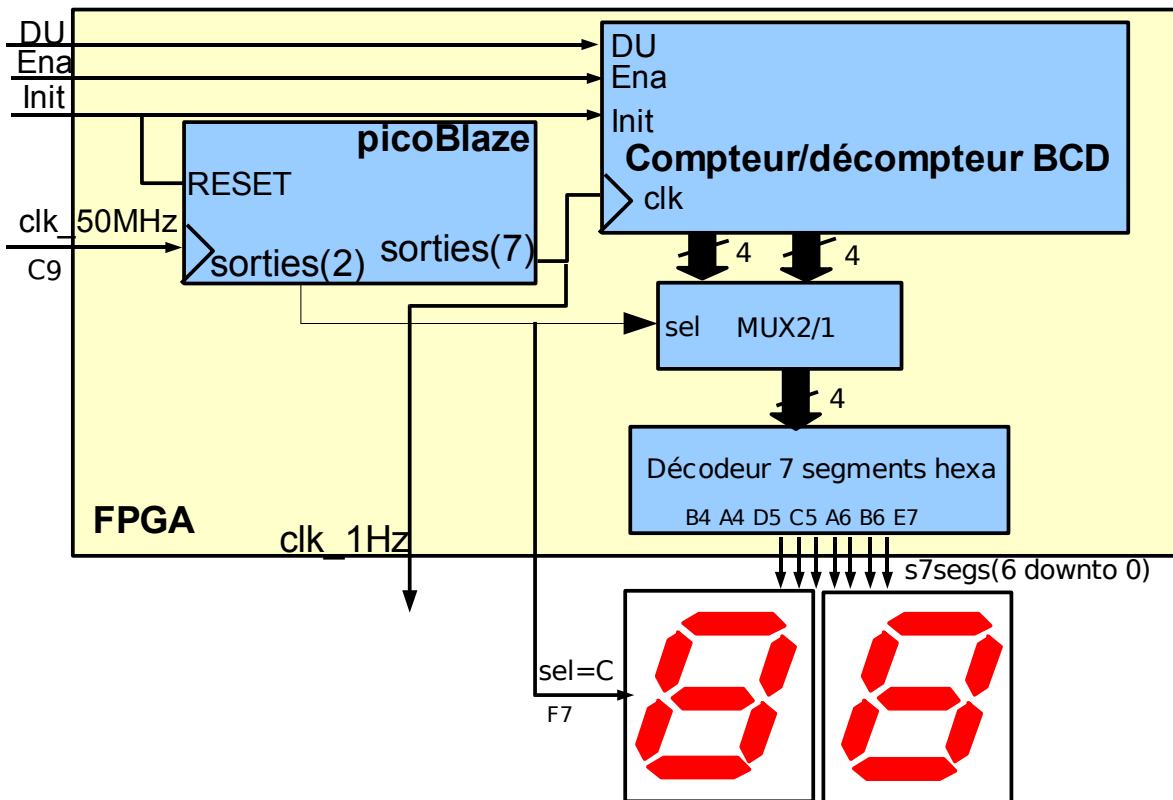 DU
Ena
Init
DU
Ena
Init
Compteur/décompteur BCD
clk
picoBlaze
RESET
clk_50MHz
C9
sorties(2)
sorties(7)
4
4
sel
MUX2/1
4
Décodeur 7 segments hexa
B4 A4 D5 C5 A6 B6 E7
FPGA
clk_1Hz
s7segs(6 downto 0)
sel=C
F7